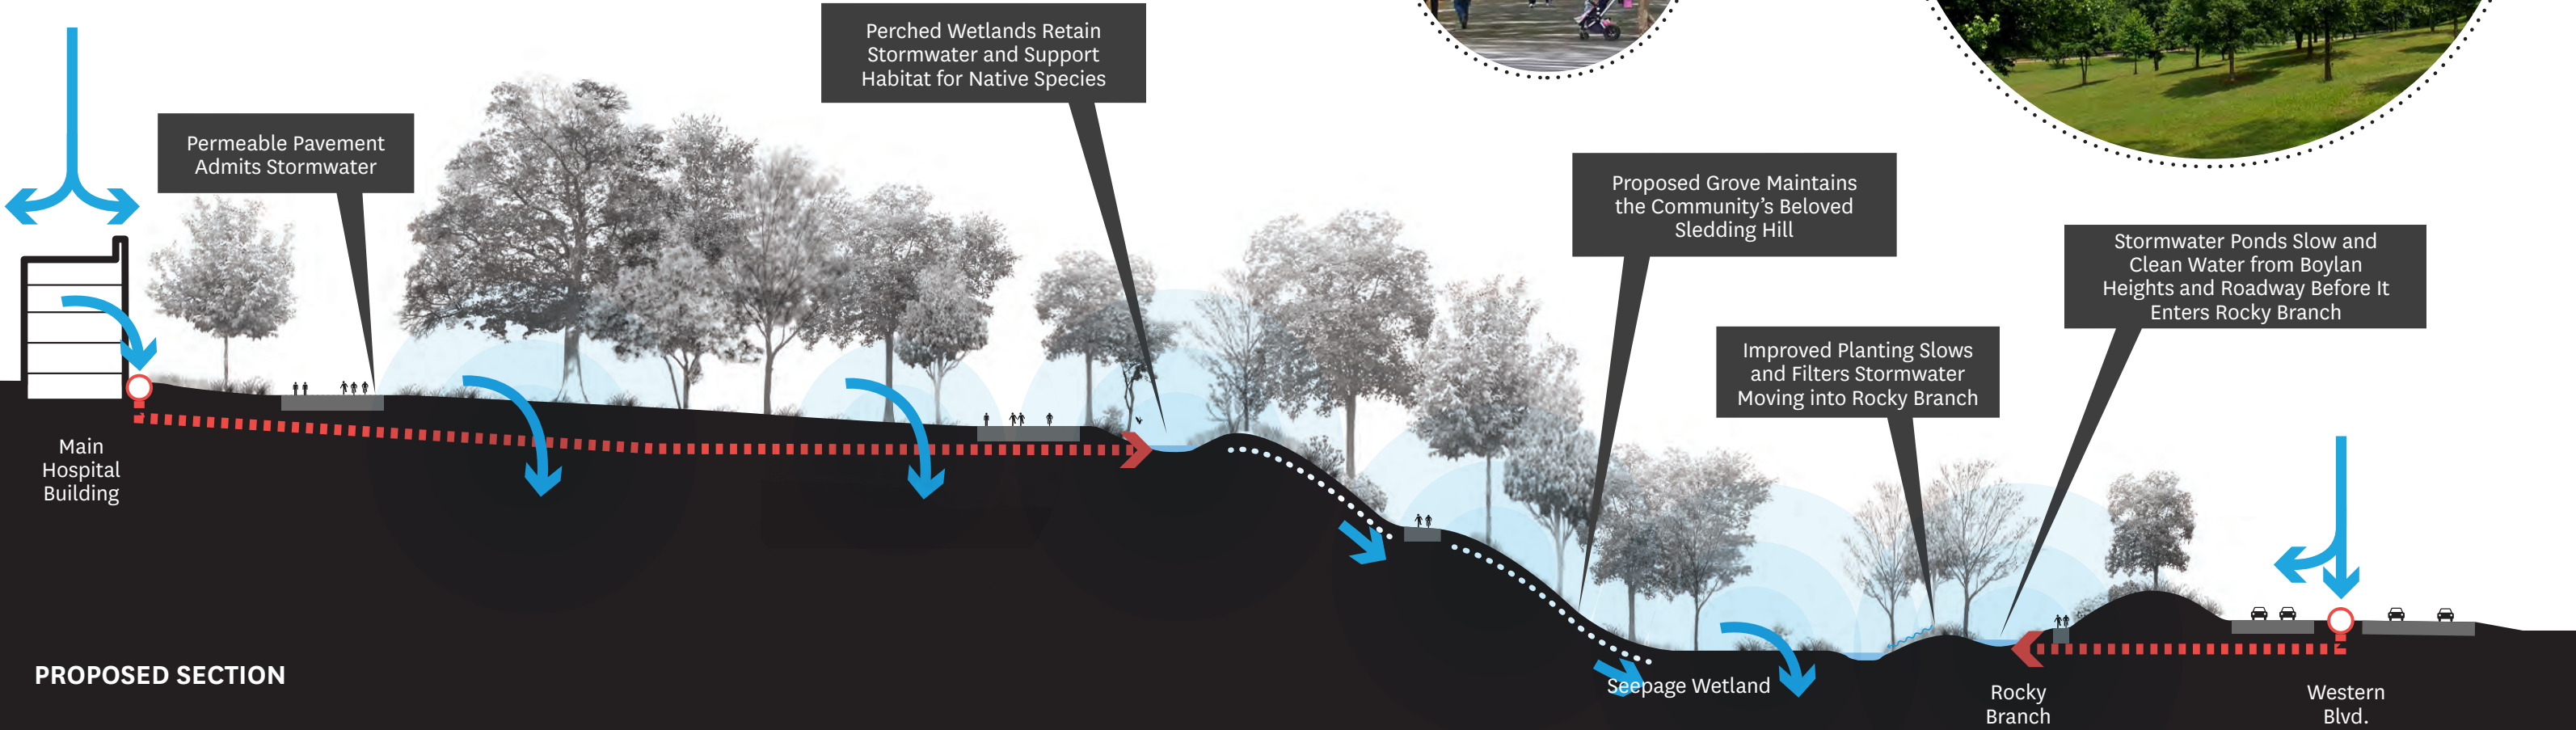 Perched Wetlands Retain
Stormwater and Support
Habitat for Native Species
Permeable Pavement
Admits Stormwater
Proposed Grove Maintains
the Community’s Beloved
Sledding Hill
Stormwater Ponds Slow and
Clean Water from Boylan
Heights and Roadway Before It
Enters Rocky Branch
Improved Planting Slows
and Filters Stormwater
Moving into Rocky Branch
Main
Hospital
Building
PROPOSED SECTION
Seepage Wetland
Rocky
Branch
Western
Blvd.